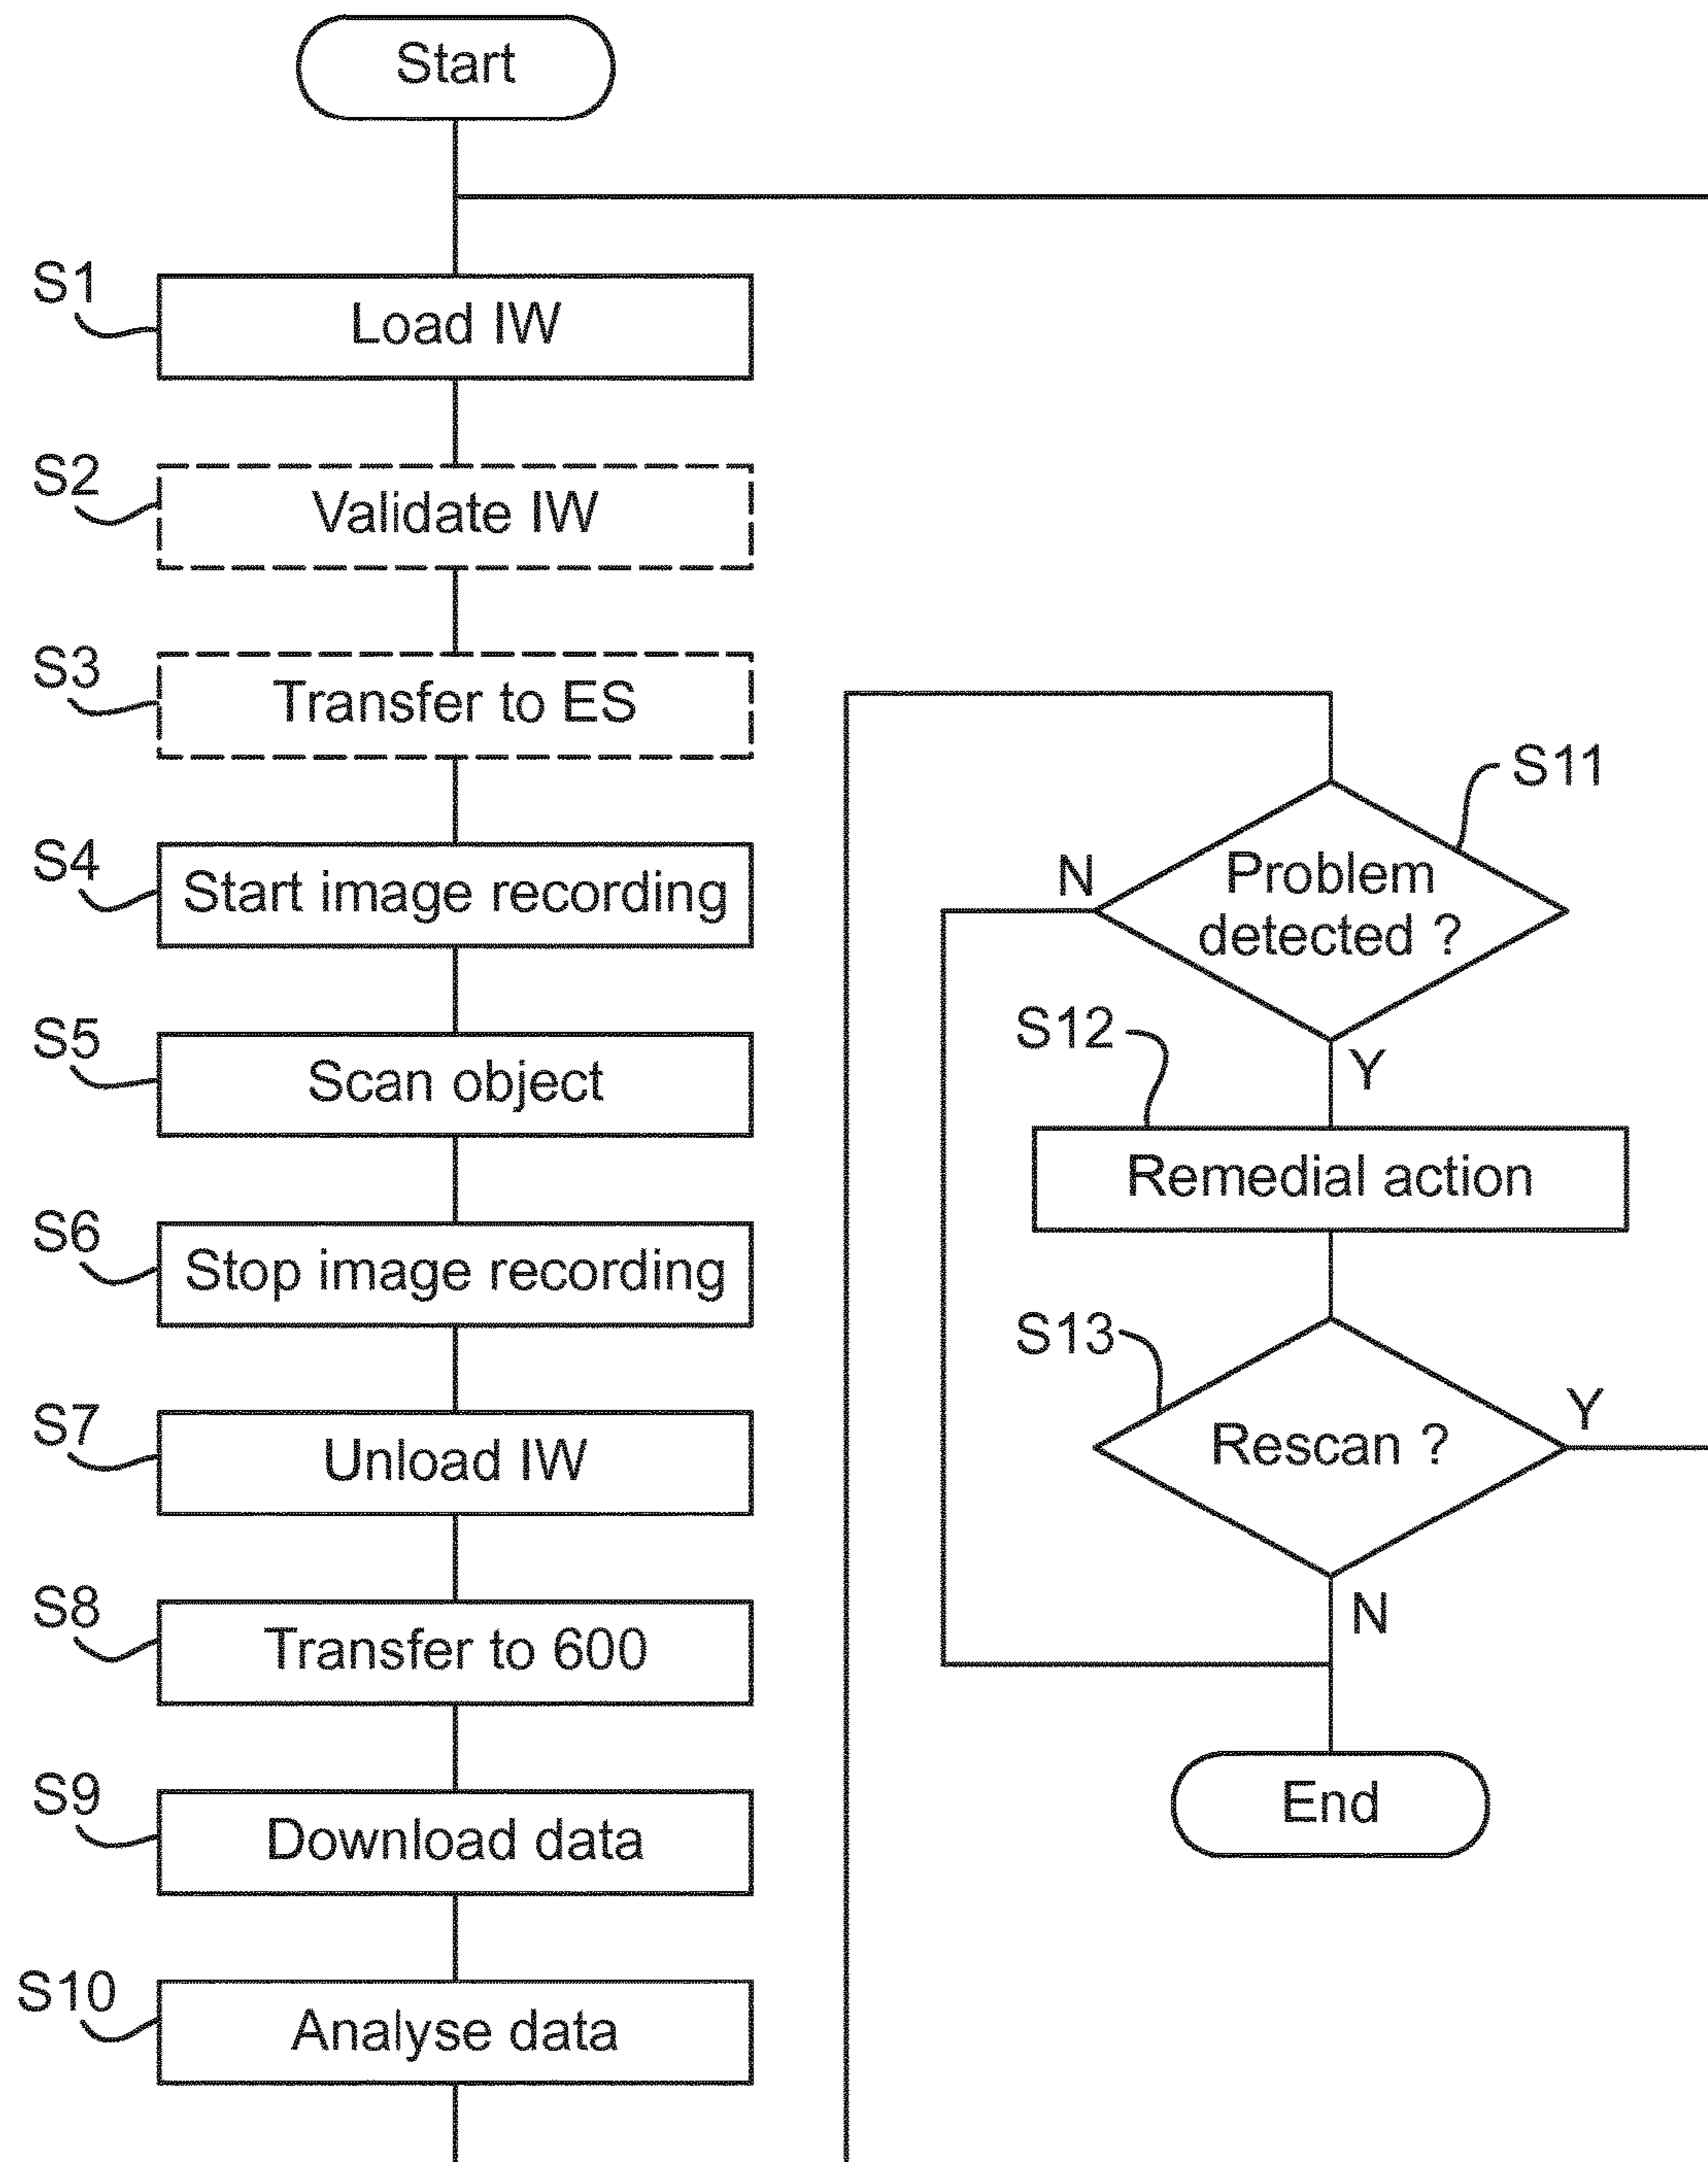 Start
S1
Load IW
S2
Validate IW
S3
Transfer to ES
S4
Start image recording
S5
Scan object
S6
Stop image recording
S7
Unload IW
S8
Transfer to 600
S9
Download data
S10
Analyse data
S11
Problem
detected ?
N
Y
S12
Remedial action
S13
Rescan ?
Y
N
End